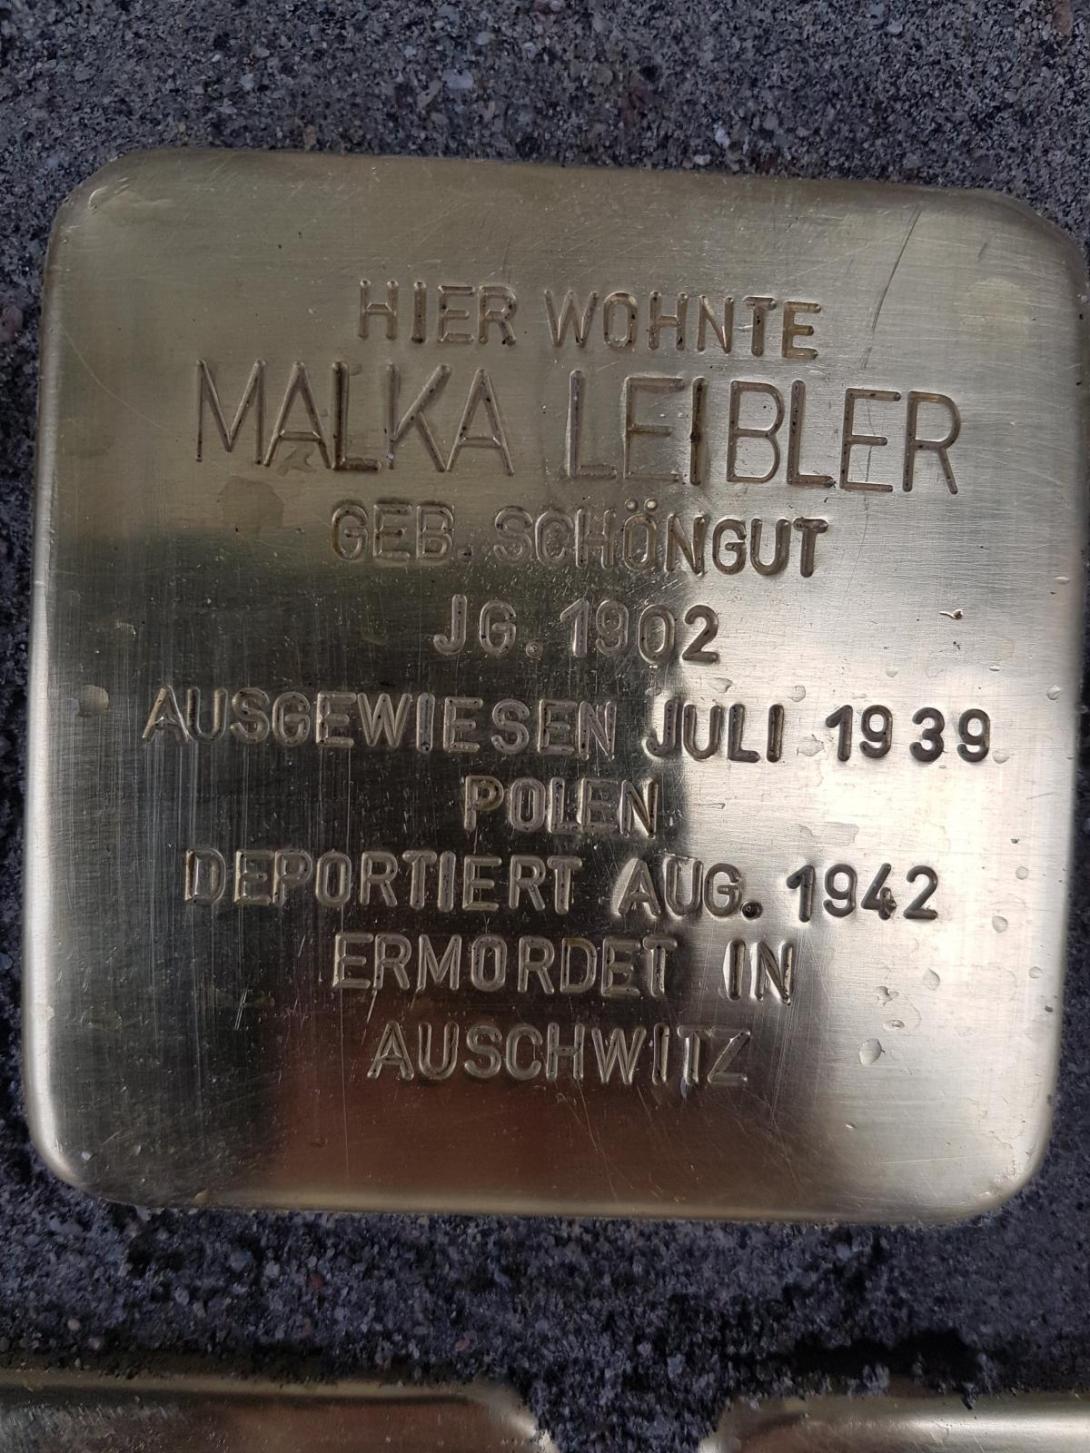 HIER WOHNTE
MALKA LEIBLER
GEB. SCHÖNGUT
JG. 1902
AUSGEWIESEN JULI 1939
POLEN
DEPORTIERT AUG. 1942
ERMORDET IN
AUSCHWITZ